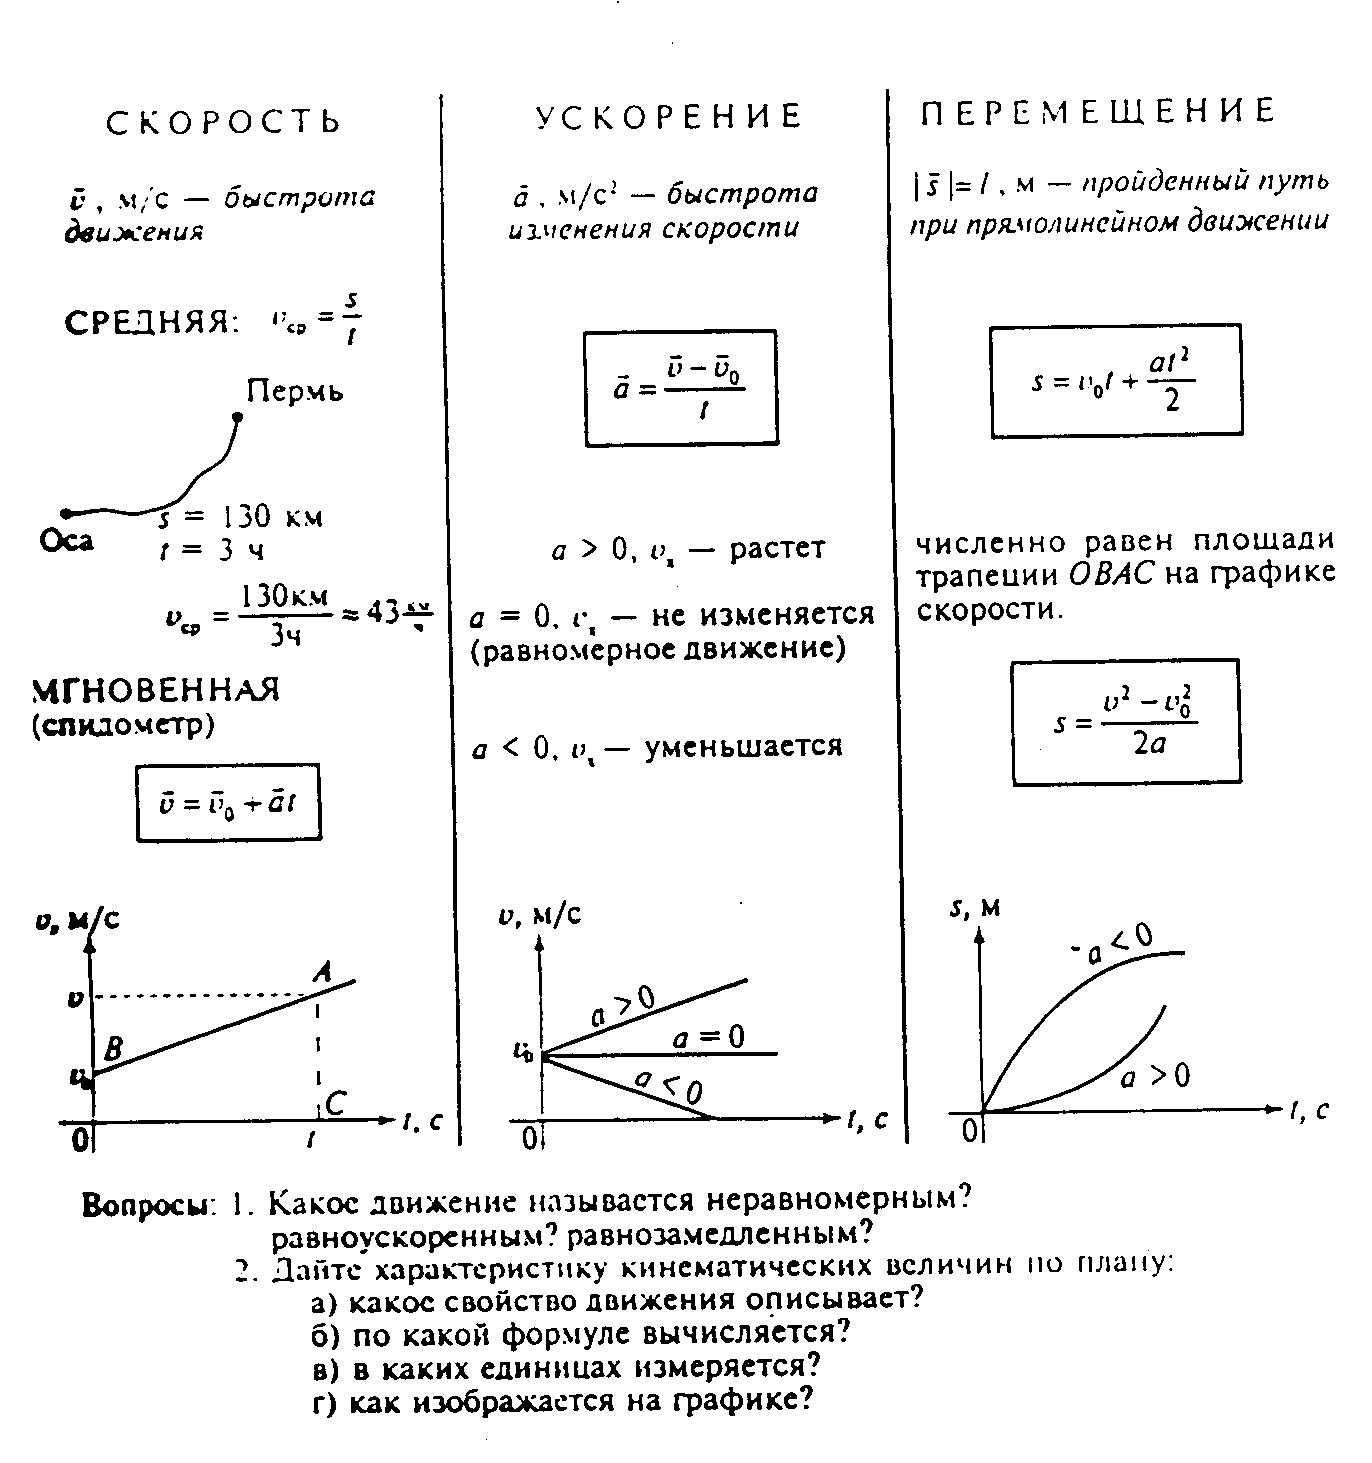 СКОРОСТЬ
v̄, м/с — быстрота
движения
СРЕДНЯЯ: v_ср = s/t
Пермь
Оса
s = 130 км
t = 3 ч
v_ср = 130км/3ч ≈ 43 км/ч
МГНОВЕННАЯ
(спидометр)
v̄ = v̄₀ + āt
v, м/с
v
A
B
v₀
C
0
t
t, с
УСКОРЕНИЕ
ā, м/с² — быстрота
изменения скорости
ā = (v̄ – v̄₀)/t
a > 0, vₓ — растет
a = 0, vₓ — не изменяется
(равномерное движение)
a < 0, vₓ — уменьшается
v, м/с
a > 0
v₀
a = 0
a < 0
0
t, с
ПЕРЕМЕЩЕНИЕ
|s̄| = l, м — пройденный путь
при прямолинейном движении
s = v₀t + at²/2
численно равен площади
трапеции OBAC на графике
скорости.
s = (v² – v₀²)/2a
s, м
a < 0
a > 0
0
t, с
Вопросы: 1. Какое движение называется неравномерным?
равноускоренным? равнозамедленным?
2. Дайте характеристику кинематических величин по плану:
а) какое свойство движения описывает?
б) по какой формуле вычисляется?
в) в каких единицах измеряется?
г) как изображается на графике?